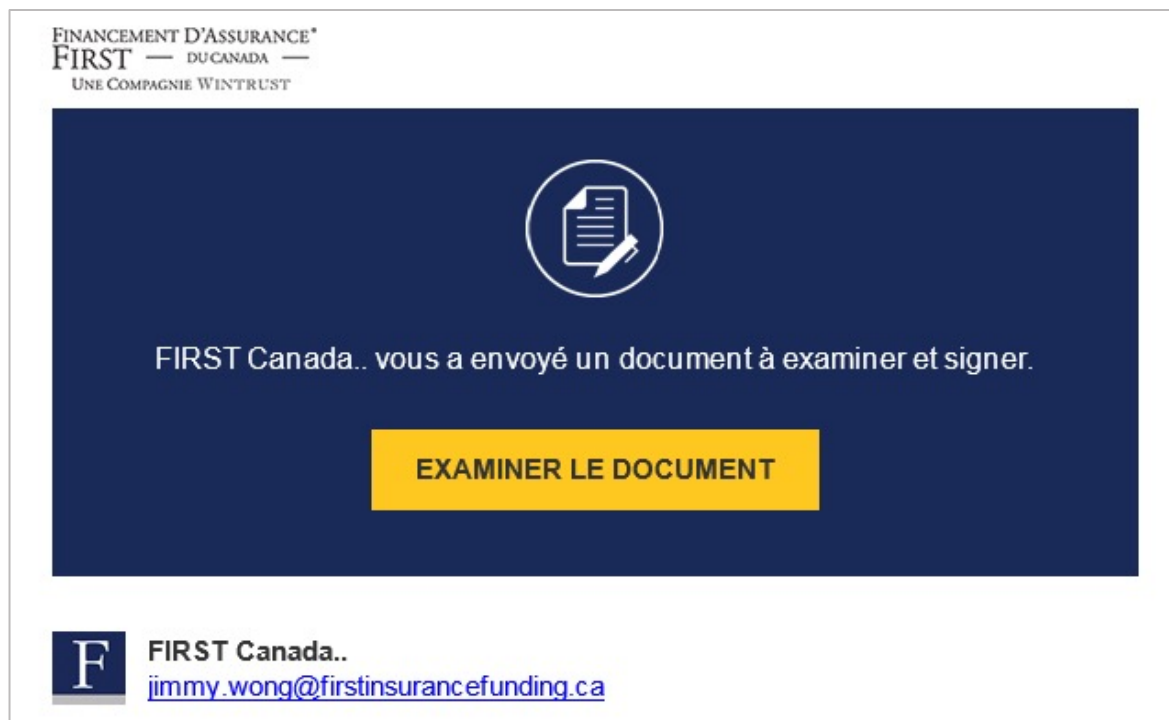 FINANCEMENT D'ASSURANCE®
FIRST — DU CANADA —
UNE COMPAGNIE WINTRUST
FIRST Canada.. vous a envoyé un document à examiner et signer.
EXAMINER LE DOCUMENT
F
FIRST Canada..
jimmy.wong@firstinsurancefunding.ca